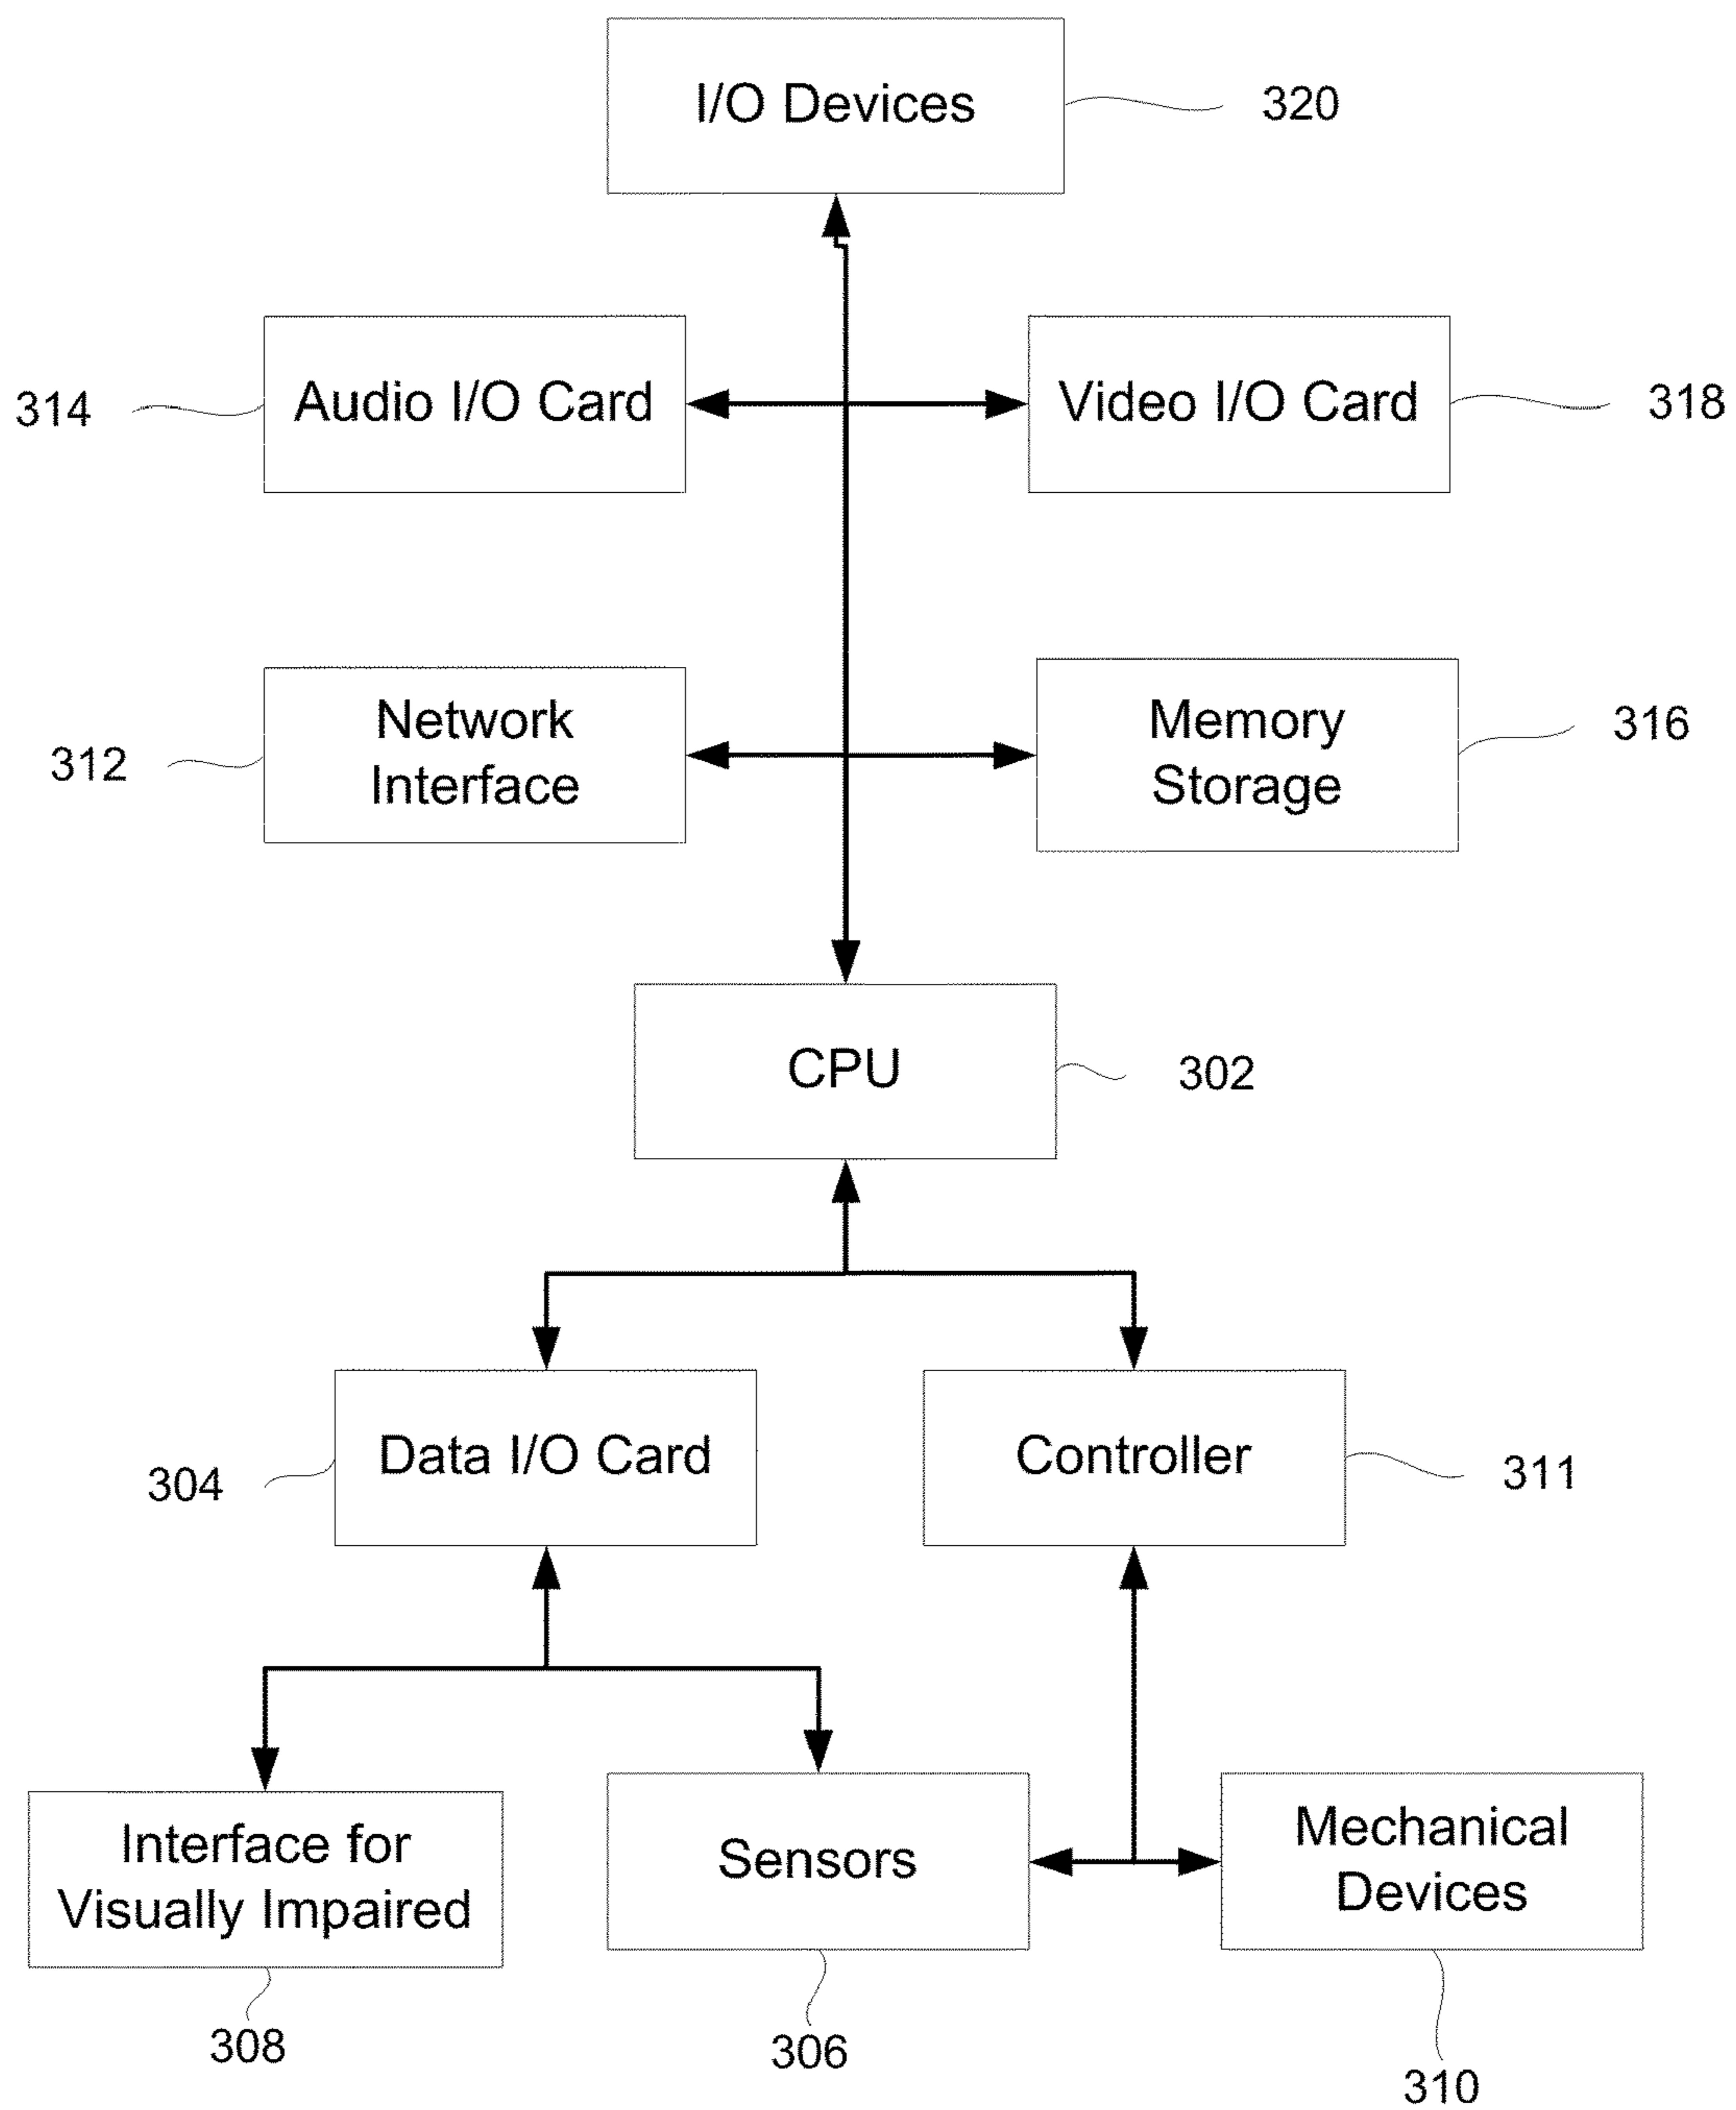 I/O Devices
320
Audio I/O Card
Video I/O Card
314
318
Network
Interface
312
Memory
Storage
316
CPU
302
Data I/O Card
304
Controller
311
Interface for
Visually Impaired
308
Sensors
306
Mechanical
Devices
310